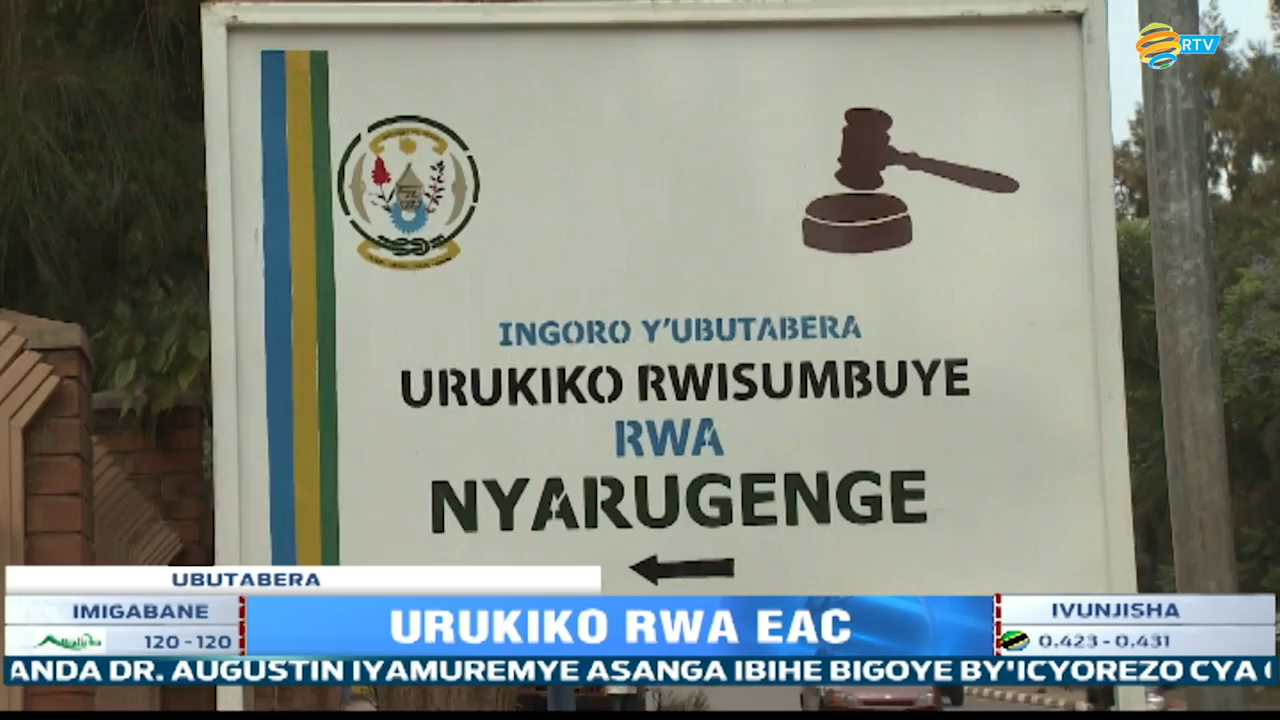 RTV
INGORO Y'UBUTABERA
URUKIKO RWISUMBUYE
RWA
NYARUGENGE
UBUTABERA
IMIGABANE
120 - 120
URUKIKO RWA EAC
IVUNJISHA
0.423 - 0.431
ANDA DR. AUGUSTIN IYAMUREMYE ASANGA IBIHE BIGOYE BY'ICYOREZO CYA